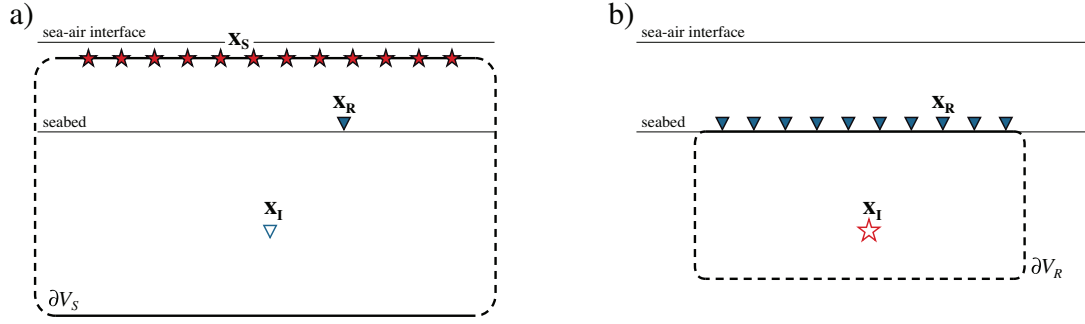 a)
sea-air interface
x_S
x_R
seabed
x_I
∂V_S
b)
sea-air interface
x_R
seabed
x_I
∂V_R